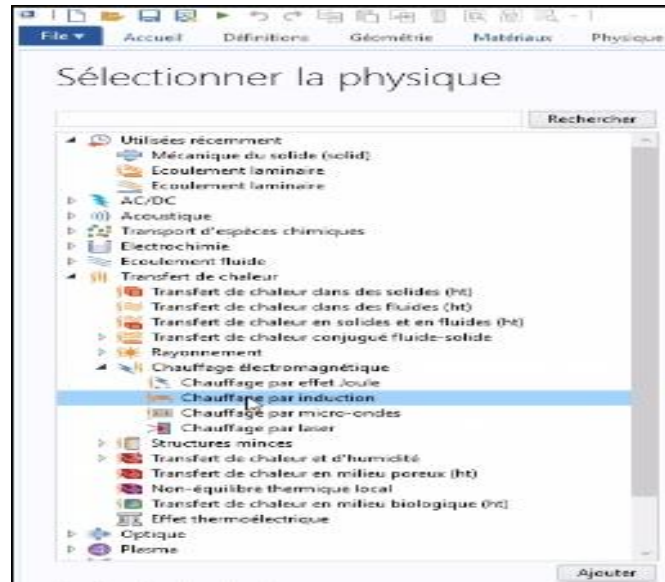 File Accueil Définitions Géométrie Matériaux Physique
Sélectionner la physique
Rechercher
Utilisées récemment
Mécanique du solide (solid)
Ecoulement laminaire
Ecoulement laminaire
AC/DC
Acoustique
Transport d'espèces chimiques
Electrochimie
Ecoulement fluide
Transfert de chaleur
Transfert de chaleur dans des solides (ht)
Transfert de chaleur dans des fluides (ht)
Transfert de chaleur en solides et en fluides (ht)
Transfert de chaleur conjugué fluide-solide
Rayonnement
Chauffage électromagnétique
Chauffage par effet Joule
Chauffage par induction
Chauffage par micro-ondes
Chauffage par laser
Structures minces
Transfert de chaleur et d'humidité
Transfert de chaleur en milieu poreux (ht)
Non-équilibre thermique local
Transfert de chaleur en milieu biologique (ht)
Effet thermoélectrique
Optique
Plasma
Ajouter